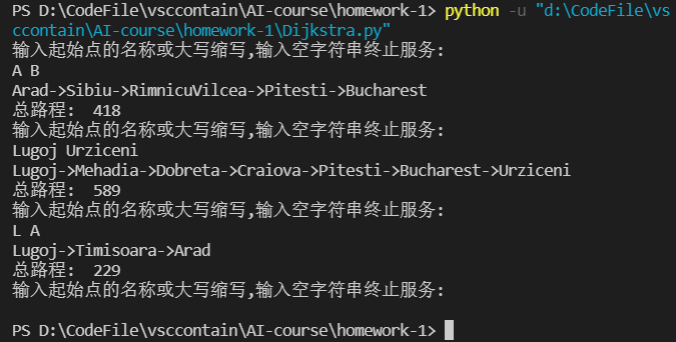 PS D:\CodeFile\vsccontain\AI-course\homework-1> python -u "d:\CodeFile\vs
ccontain\AI-course\homework-1\Dijkstra.py"
输入起始点的名称或大写缩写,输入空字符串终止服务:
A B
Arad->Sibiu->RimnicuVilcea->Pitesti->Bucharest
总路程: 418
输入起始点的名称或大写缩写,输入空字符串终止服务:
Lugoj Urziceni
Lugoj->Mehadia->Dobreta->Craiova->Pitesti->Bucharest->Urziceni
总路程: 589
输入起始点的名称或大写缩写,输入空字符串终止服务:
L A
Lugoj->Timisoara->Arad
总路程: 229
输入起始点的名称或大写缩写,输入空字符串终止服务:
PS D:\CodeFile\vsccontain\AI-course\homework-1>